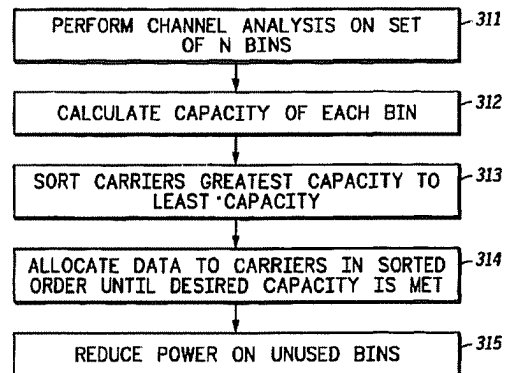 PERFORM CHANNEL ANALYSIS ON SET
OF N BINS
311
CALCULATE CAPACITY OF EACH BIN
312
SORT CARRIERS GREATEST CAPACITY TO
LEAST CAPACITY
313
ALLOCATE DATA TO CARRIERS IN SORTED
ORDER UNTIL DESIRED CAPACITY IS MET
314
REDUCE POWER ON UNUSED BINS
315